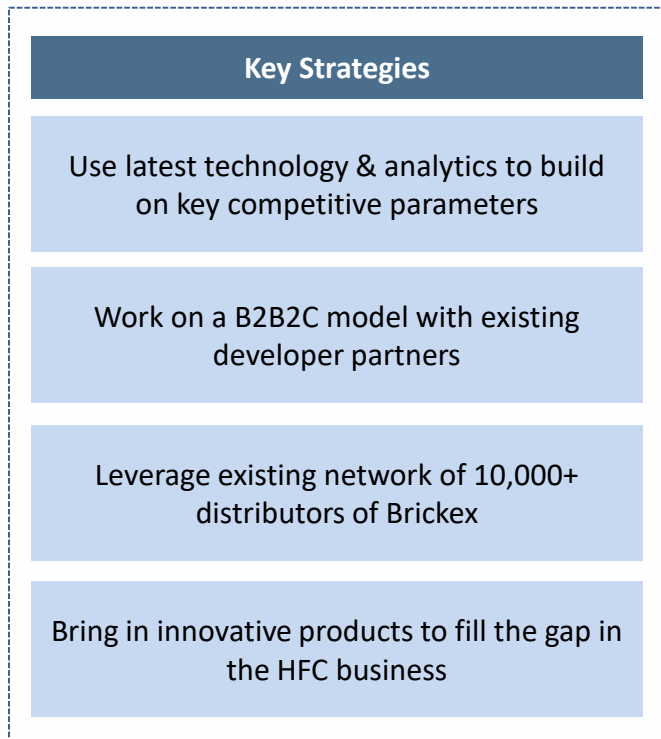 Key Strategies
Use latest technology & analytics to build
on key competitive parameters
Work on a B2B2C model with existing
developer partners
Leverage existing network of 10,000+
distributors of Brickex
Bring in innovative products to fill the gap in
the HFC business